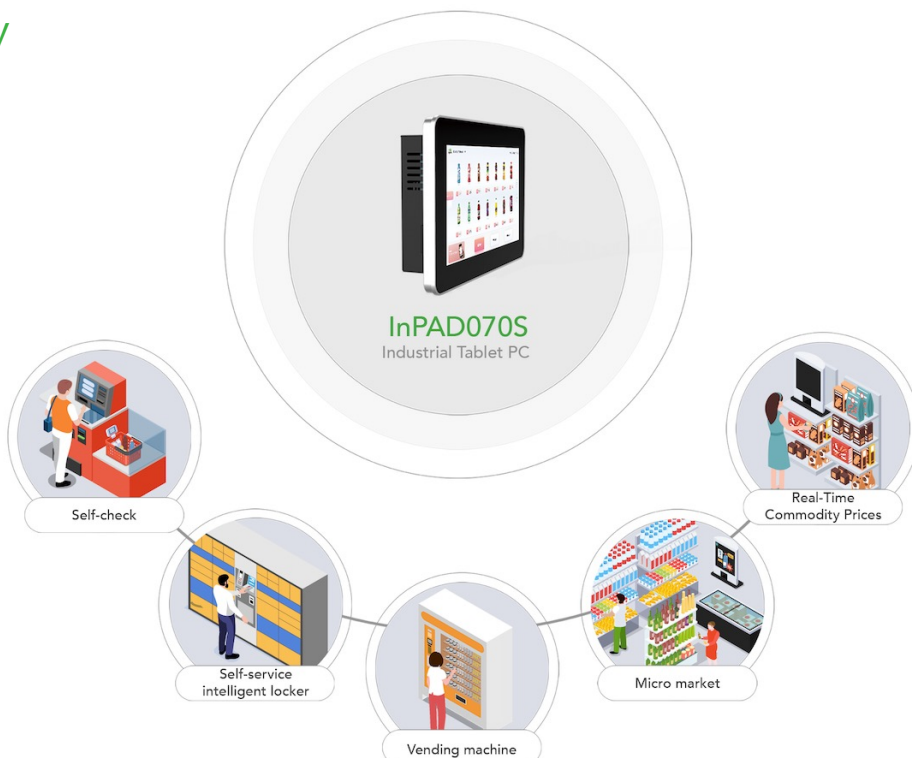 y
InPAD070S
Industrial Tablet PC
Self-check
Real-Time
Commodity Prices
Self-service
intelligent locker
Micro market
Vending machine